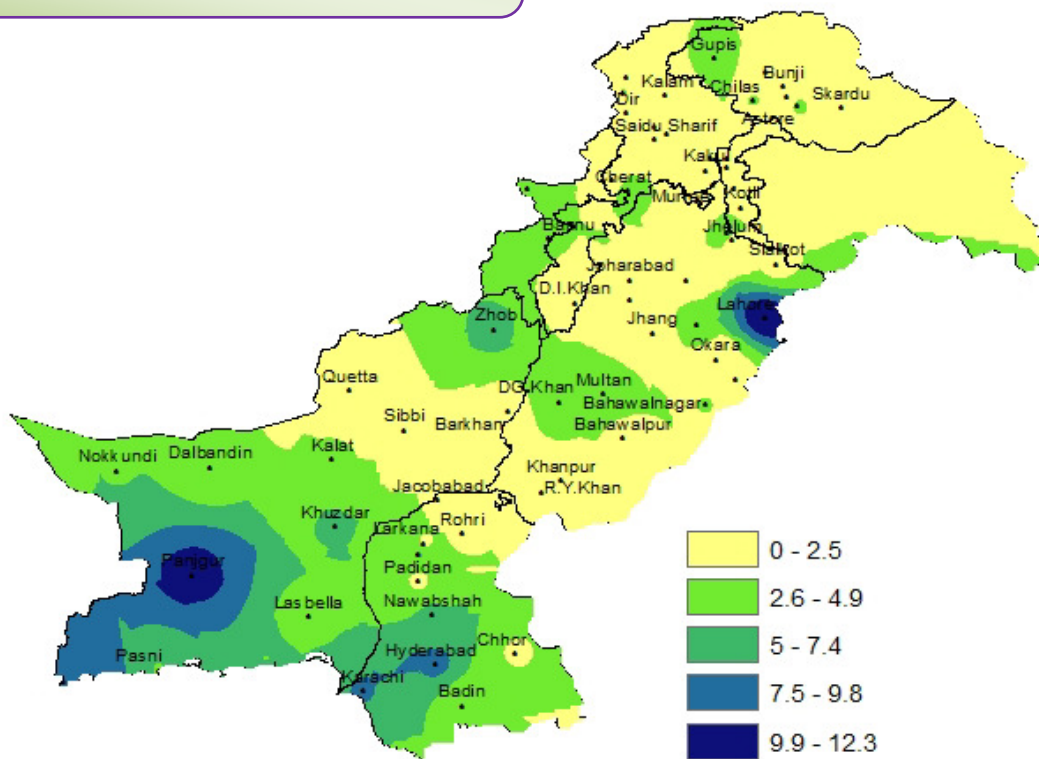 Gupis
Bunji
Kalam
Chilas
Skardu
Dir
Astore
Saidu Sharif
Kakul
Cherat
Murree
Kotli
Bannu
Jhelum
Sialkot
Joharabad
D.I.Khan
Lahore
Zhob
Jhang
Okara
Quetta
DG.Khan
Multan
Bahawalnagar
Sibbi
Barkhan
Bahawalpur
Kalat
Nokkundi
Dalbandin
Khanpur
R.Y.Khan
Jacobabad
Khuzdar
Rohri
Larkana
Panjgur
Padidan
Lasbella
Nawabshah
Chhor
Pasni
Hyderabad
Karachi
Badin
0 - 2.5
2.6 - 4.9
5 - 7.4
7.5 - 9.8
9.9 - 12.3